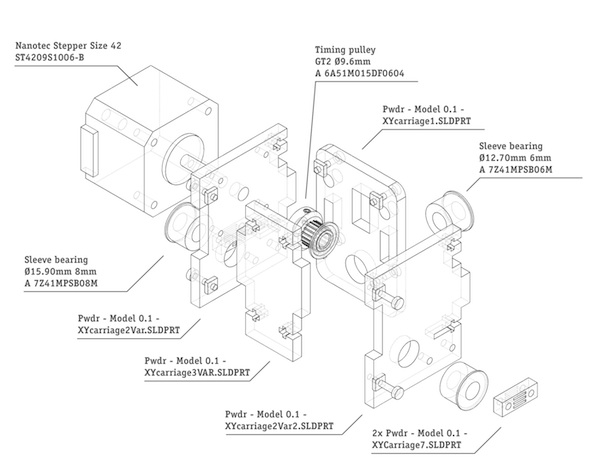 Nanotec Stepper Size 42
ST4209S1006-B
Timing pulley
GT2 Ø9.6mm
A 6A51M015DF0604
Pwdr - Model 0.1 -
XYcarriage1.SLDPRT
Sleeve bearing
Ø12.70mm 6mm
A 7Z41MPSB06M
Sleeve bearing
Ø15.90mm 8mm
A 7Z41MPSB08M
Pwdr - Model 0.1 -
XYcarriage2Var.SLDPRT
Pwdr - Model 0.1 -
XYcarriage3VAR.SLDPRT
Pwdr - Model 0.1 -
XYcarriage2Var2.SLDPRT
2x Pwdr - Model 0.1 -
XYcarriage7.SLDPRT